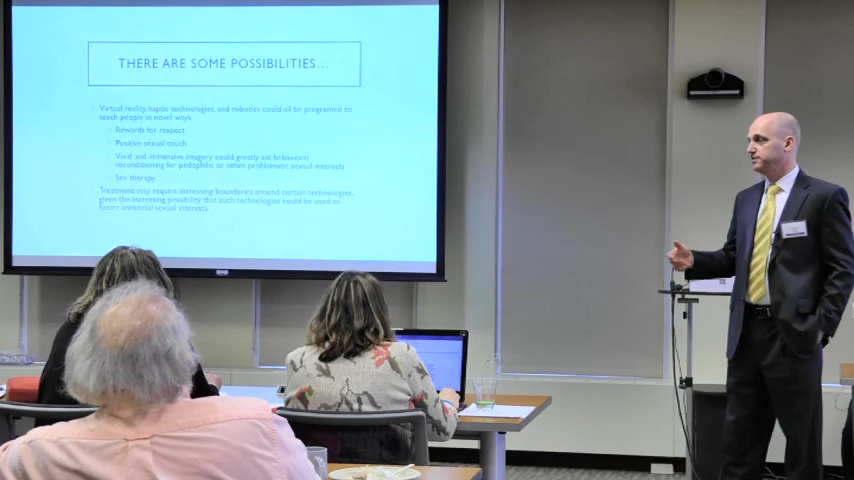 THERE ARE SOME POSSIBILITIES...
Virtual reality, haptic technologies, and robotics could all be programed to
teach people in novel ways
Rewards for respect
Positive sexual touch
Vivid and immersive imagery could greatly aid behavioral
reconditioning for pedophilic or other problematic sexual interests
Sex therapy
Treatment may require increasing boundaries around certain technologies,
given the increasing possibility that such technologies could be used to
foster antisocial sexual interests.